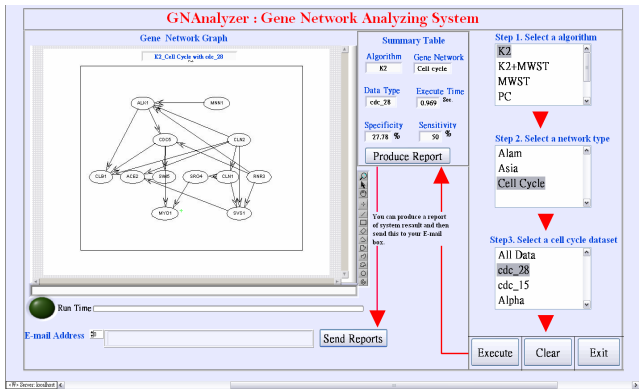 GNAnalyzer : Gene Network Analyzing System
Gene Network Graph
K2_Cell Cycle with cdc_28
ALK1
MNN1
CDC5
CLN2
CLB1
ACE2
SWI5
SRO4
CLN1
RNR3
MYO1
SVS1
Run Time
E-mail Address
Send Reports
Summary Table
Algorithm Gene Network
K2 Cell cycle
Data Type Execute Time
cdc_28 0.969 Sec.
Specificity Sensitivity
27.78 % 50 %
Produce Report
You can produce a report
of system resault and then
send this to your E-mail
box.
Step 1. Select a algorithm
K2
K2+MWST
MWST
PC
Step 2. Select a network type
Alam
Asia
Cell Cycle
Step3. Select a cell cycle dataset
All Data
cdc_28
cdc_15
Alpha
Execute
Clear
Exit
Server: localhost